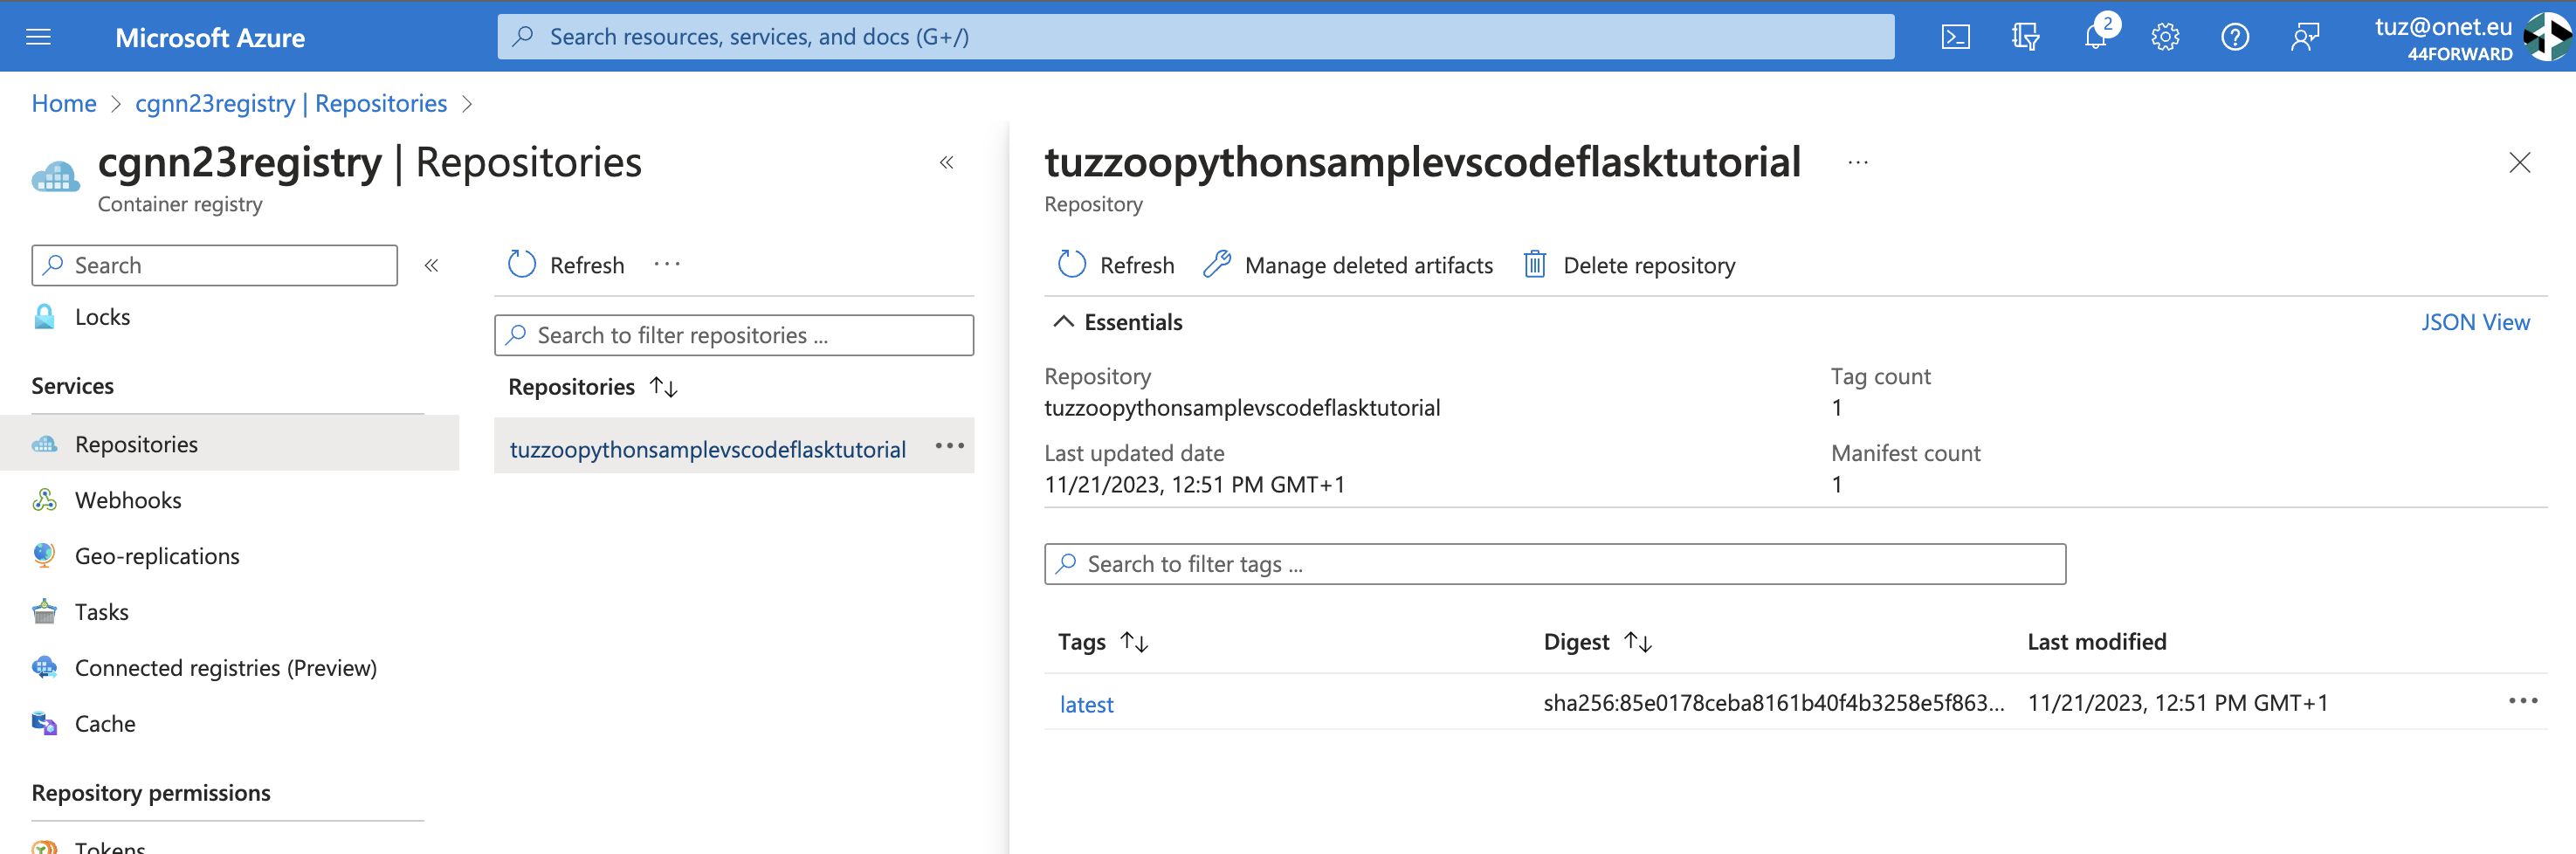 Microsoft Azure
Search resources, services, and docs (G+/)
2
tuz@onet.eu
44FORWARD
Home > cgnn23registry | Repositories >
cgnn23registry | Repositories
Container registry
«
Search
«
Locks
Services
Repositories
Webhooks
Geo-replications
Tasks
Connected registries (Preview)
Cache
Repository permissions
Tokens
Refresh ...
Search to filter repositories ...
Repositories ↑↓
tuzzoopythonsamplevscodeflasktutorial ...
tuzzoopythonsamplevscodeflasktutorial ...
Repository
Refresh Manage deleted artifacts Delete repository
Essentials JSON View
Repository
tuzzoopythonsamplevscodeflasktutorial
Last updated date
11/21/2023, 12:51 PM GMT+1
Tag count
1
Manifest count
1
Search to filter tags ...
Tags ↑↓ Digest ↑↓ Last modified
latest sha256:85e0178ceba8161b40f4b3258e5f863... 11/21/2023, 12:51 PM GMT+1 ...